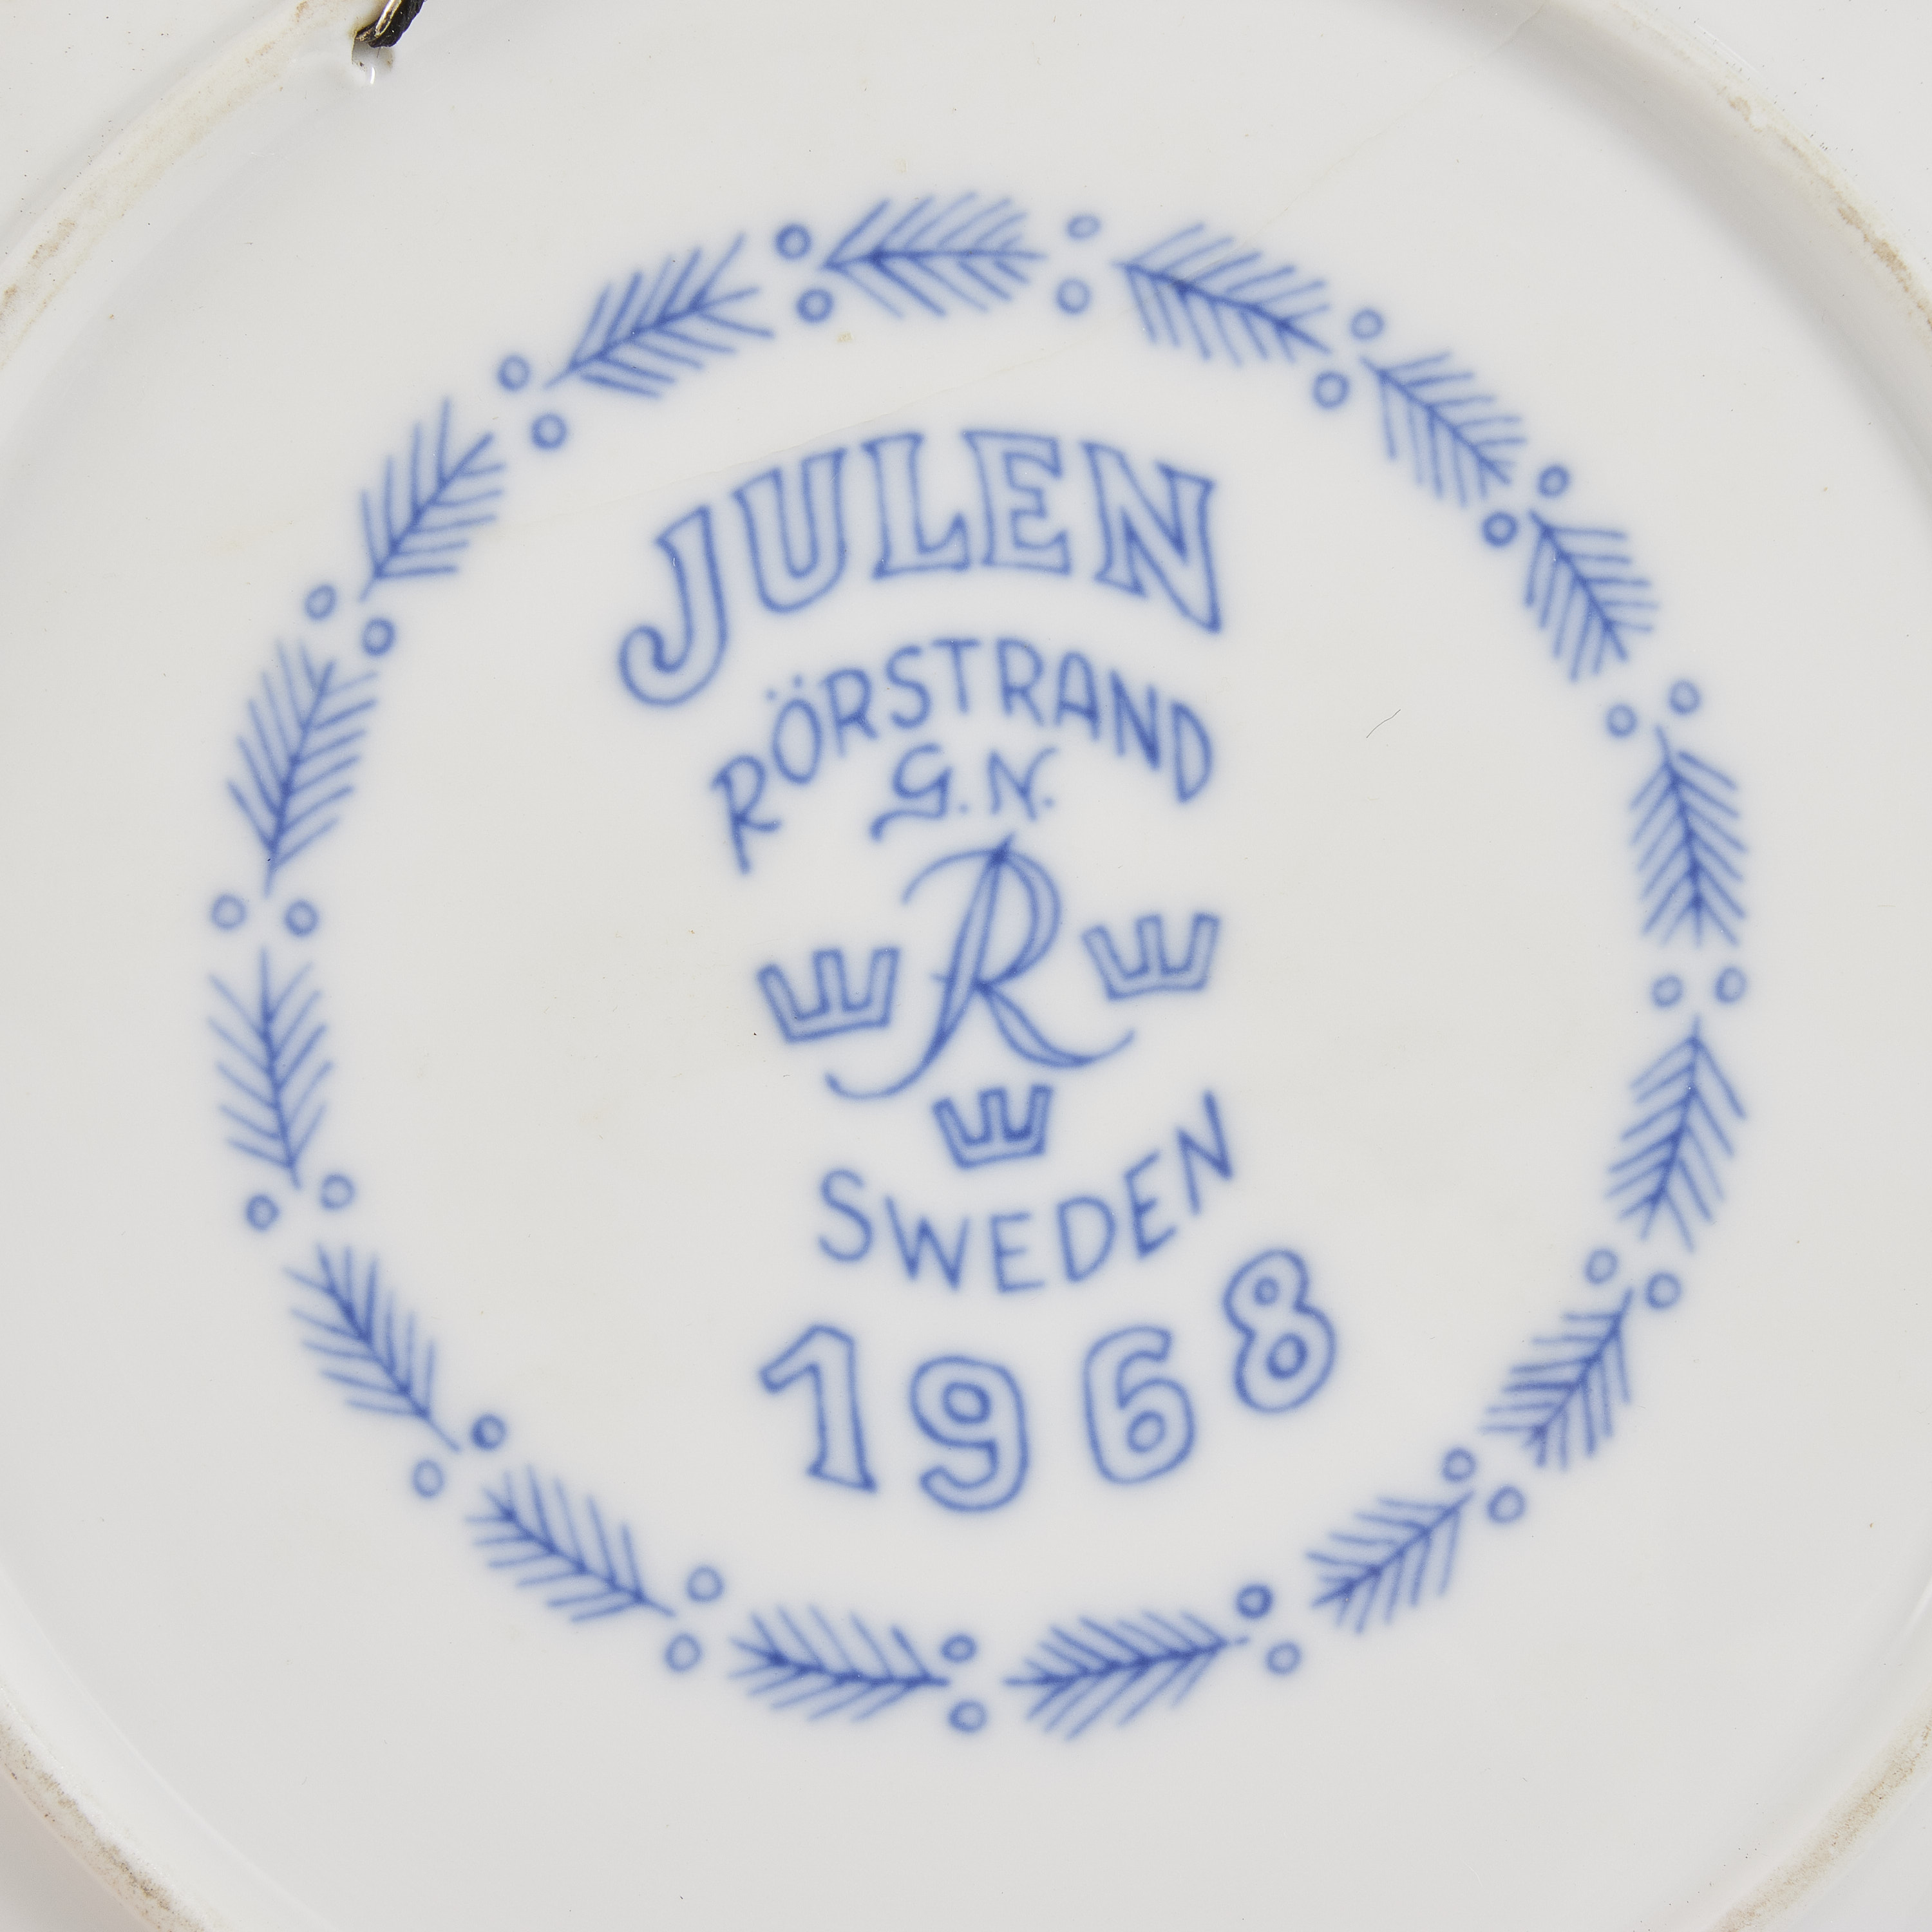 JULEN
RÖRSTRAND
G.N.
R
SWEDEN
1968